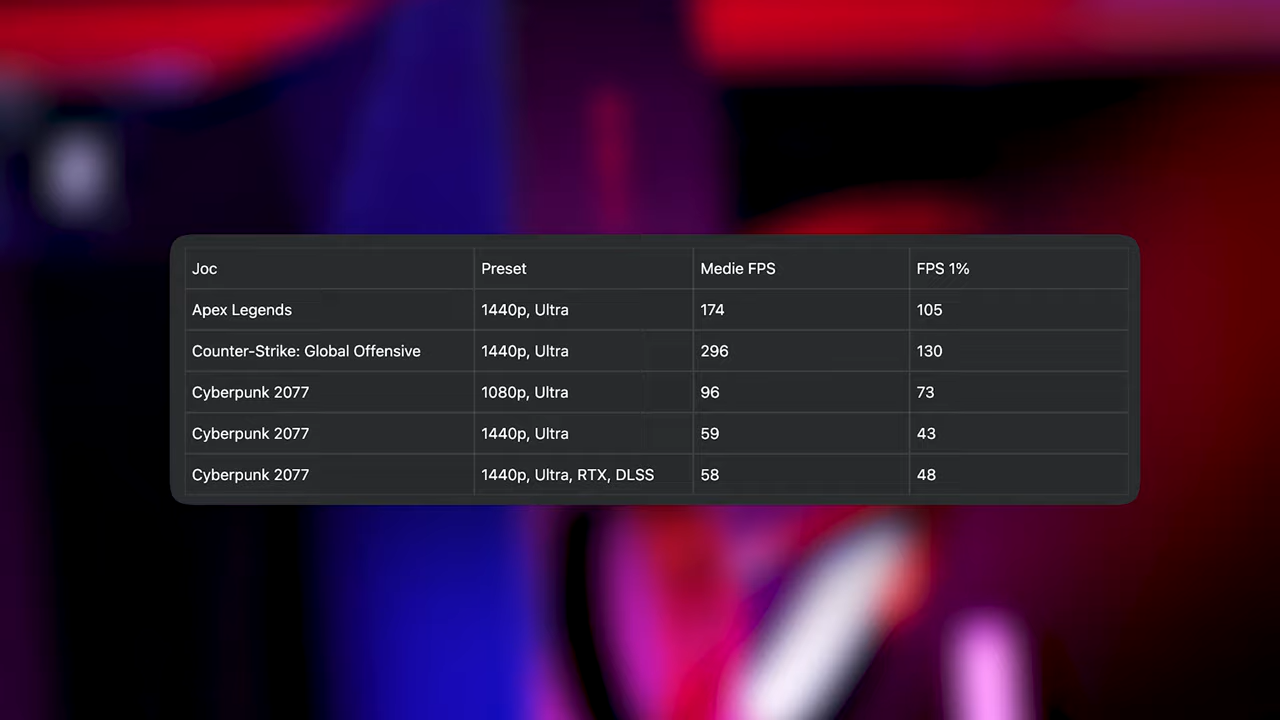 Joc Preset Medie FPS FPS 1%
Apex Legends 1440p, Ultra 174 105
Counter-Strike: Global Offensive 1440p, Ultra 296 130
Cyberpunk 2077 1080p, Ultra 96 73
Cyberpunk 2077 1440p, Ultra 59 43
Cyberpunk 2077 1440p, Ultra, RTX, DLSS 58 48